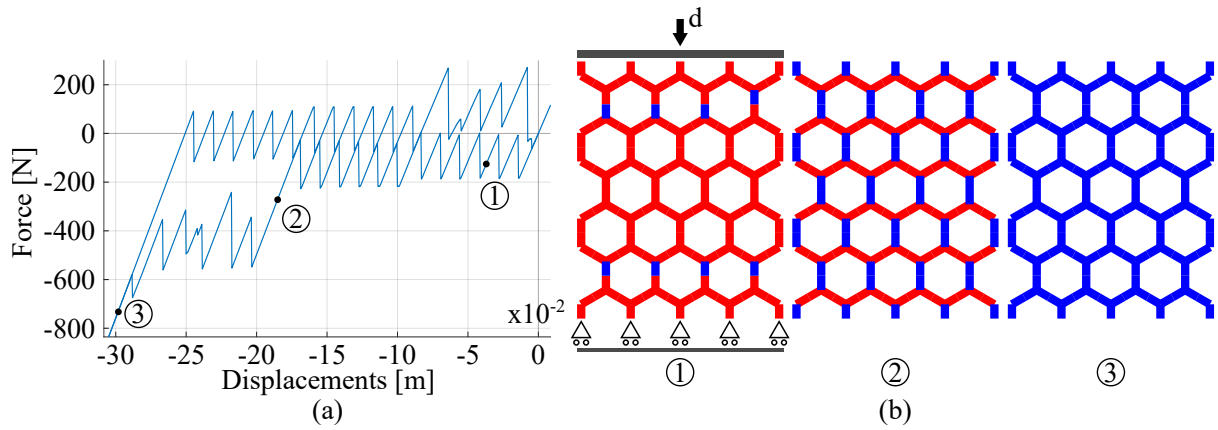 Force [N]
200
0
-200
-400
-600
-800
-30 -25 -20 -15 -10 -5 0
x10-2
Displacements [m]
①
②
③
(a)
d
① ② ③
(b)